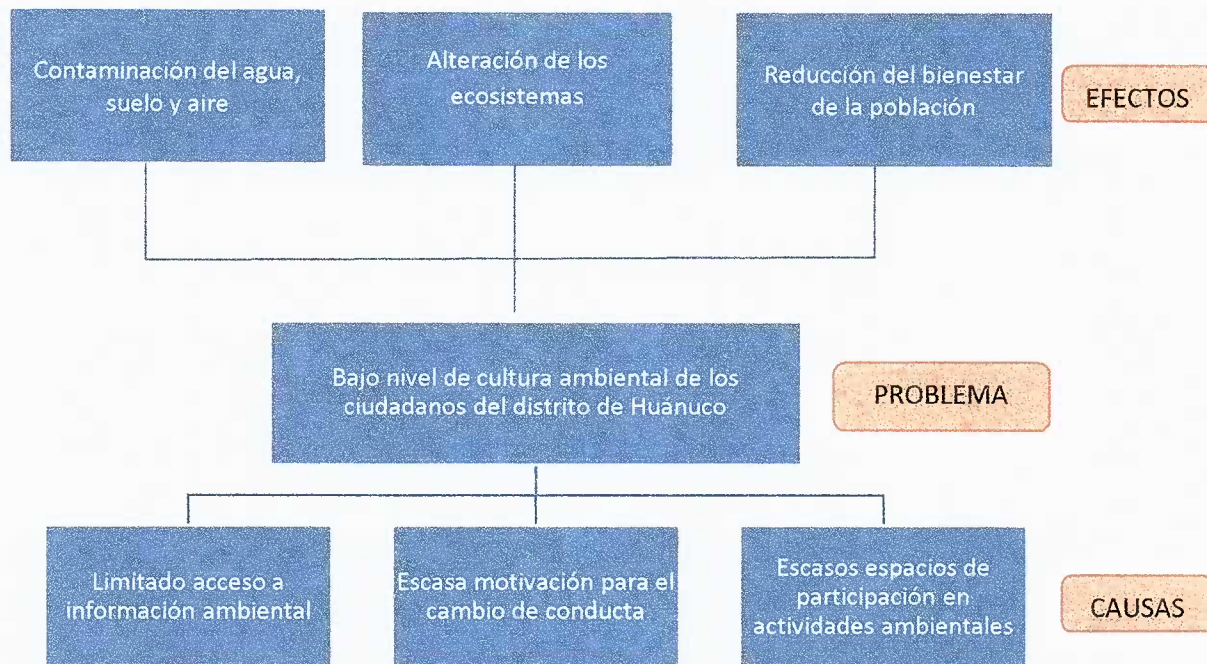 Contaminación del agua,
suelo y aire
Alteración de los
ecosistemas
Reducción del bienestar
de la población
EFECTOS
Bajo nivel de cultura ambiental de los
ciudadanos del distrito de Huánuco
PROBLEMA
Limitado acceso a
información ambiental
Escasa motivación para el
cambio de conducta
Escasos espacios de
participación en
actividades ambientales
CAUSAS